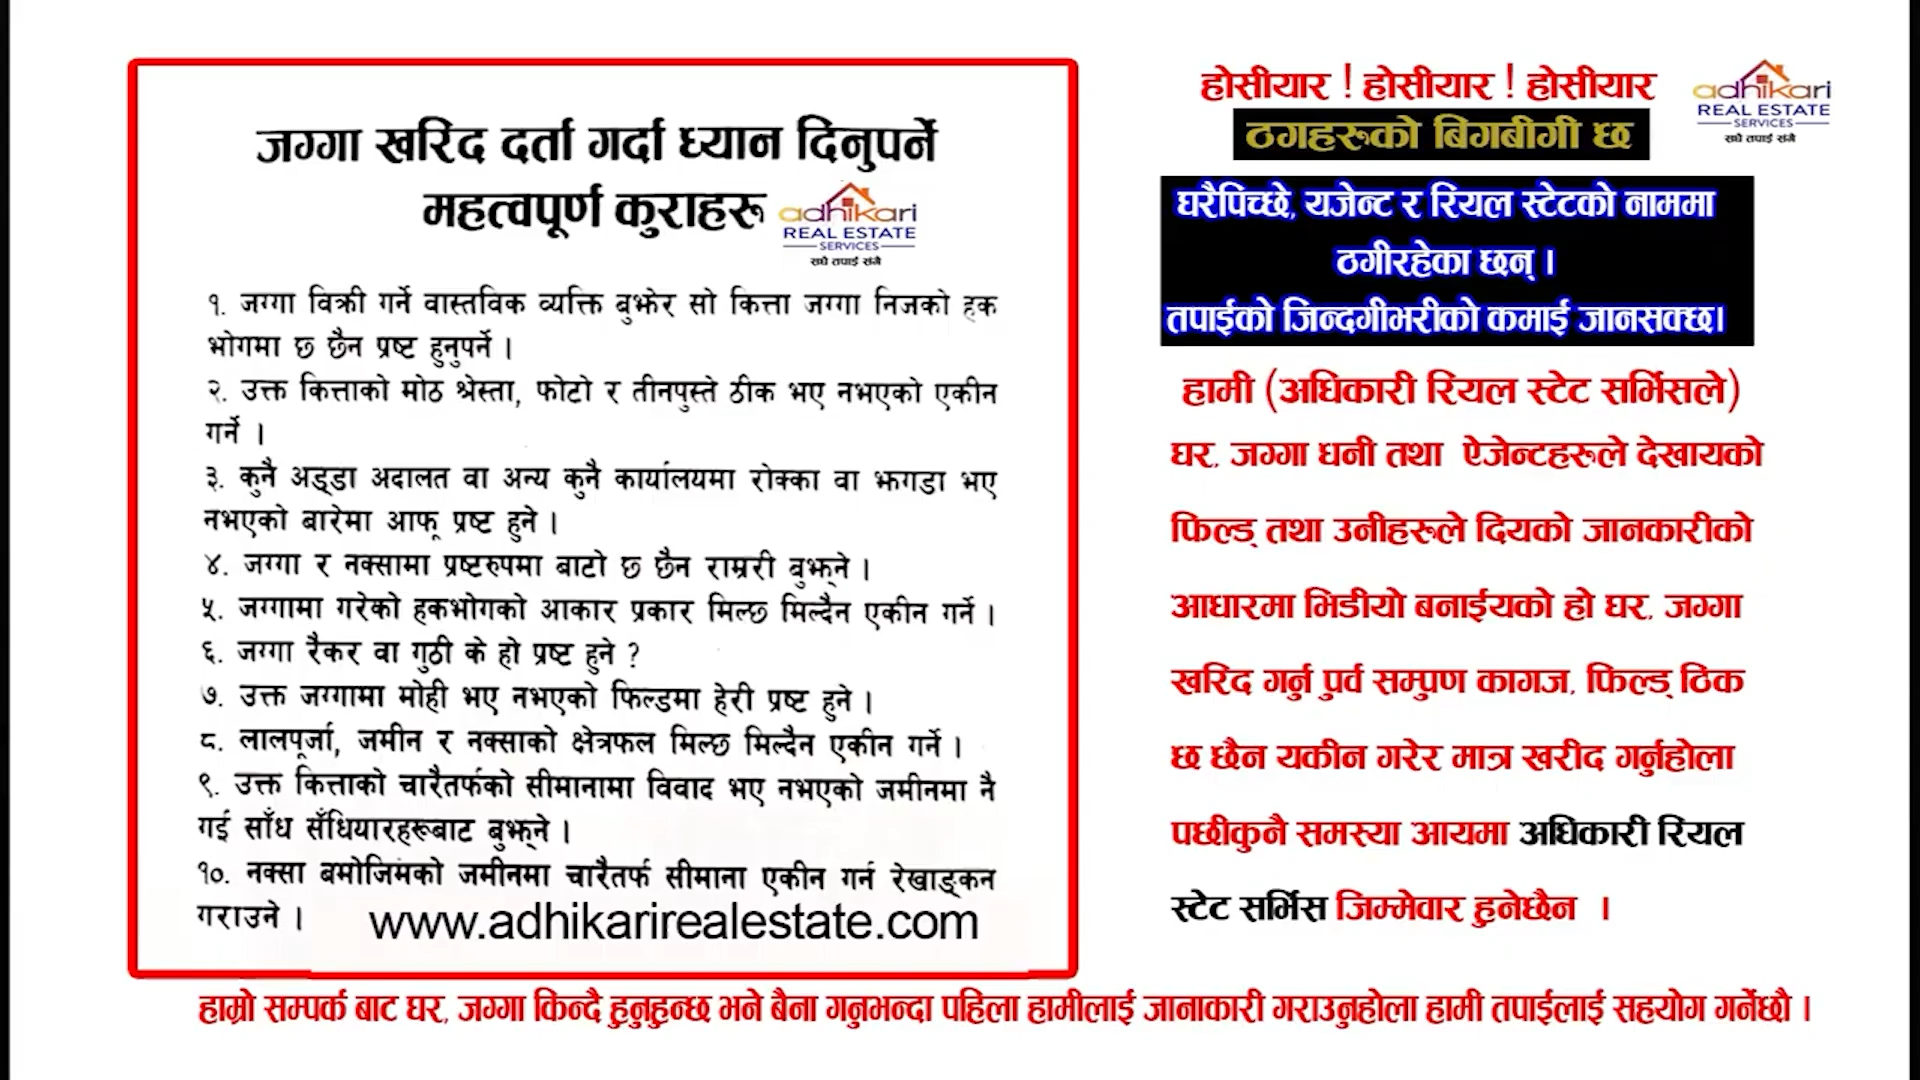 जग्गा खरिद दर्ता गर्दा ध्यान दिनुपर्ने
महत्वपूर्ण कुराहरू
adhikari
REAL ESTATE
SERVICES
सधै तपाई संगै
१. जग्गा विक्री गर्ने वास्तविक व्यक्ति बुझेर सो कित्ता जग्गा निजको हक
भोगमा छ छैन प्रष्ट हुनुपर्ने ।
२. उक्त कित्ताको मोठ श्रेस्ता, फोटो र तीनपुस्ते ठीक भए नभएको एकीन
गर्ने ।
३. कुनै अड्डा अदालत वा अन्य कुनै कार्यालयमा रोक्का वा झगडा भए
नभएको बारेमा आफू प्रष्ट हुने ।
४. जग्गा र नक्सामा प्रष्टरुपमा बाटो छ छैन राम्ररी बुझ्ने ।
५. जग्गामा गरेको हकभोगको आकार प्रकार मिल्छ मिल्दैन एकीन गर्ने ।
६. जग्गा रैकर वा गुठी के हो प्रष्ट हुने ?
७. उक्त जग्गामा मोही भए नभएको फिल्डमा हेरी प्रष्ट हुने ।
८. लालपूर्जा, जमीन र नक्साको क्षेत्रफल मिल्छ मिल्दैन एकीन गर्ने ।
९. उक्त कित्ताको चारैतर्फको सीमानामा विवाद भए नभएको जमीनमा नै
गई साँध सँधियारहरूबाट बुझ्ने ।
१०. नक्सा बमोजिमको जमीनमा चारैतर्फ सीमाना एकीन गर्न रेखाङ्कन
गराउने ।
www.adhikarirealestate.com
होसीयार ! होसीयार ! होसीयार
ठगहरुको बिगबीगी छ
adhikari
REAL ESTATE
SERVICES
सधै तपाई संगै
घरैपिच्छे, यजेन्ट र रियल स्टेटको नाममा
ठगीरहेका छन् ।
तपाईको जिन्दगीभरीको कमाई जानसक्छ।
हामी (अधिकारी रियल स्टेट सर्भिसले)
घर, जग्गा धनी तथा ऐजेन्टहरुले देखायको
फिल्ड् तथा उनीहरुले दियको जानकारीको
आधारमा भिडीयो बनाईयको हो घर, जग्गा
खरिद गर्नु पुर्व सम्पुण कागज, फिल्ड् ठिक
छ छैन यकीन गरेर मात्र खरीद गर्नुहोला
पछीकुनै समस्या आयमा अधिकारी रियल
स्टेट सर्भिस जिम्मेवार हुनेछैन ।
हाम्रो सम्पर्क बाट घर, जग्गा किन्दै हुनुहुन्छ भने बैना गनुभन्दा पहिला हामीलाई जानाकारी गराउनुहोला हामी तपाईलाई सहयोग गर्नेछौ ।